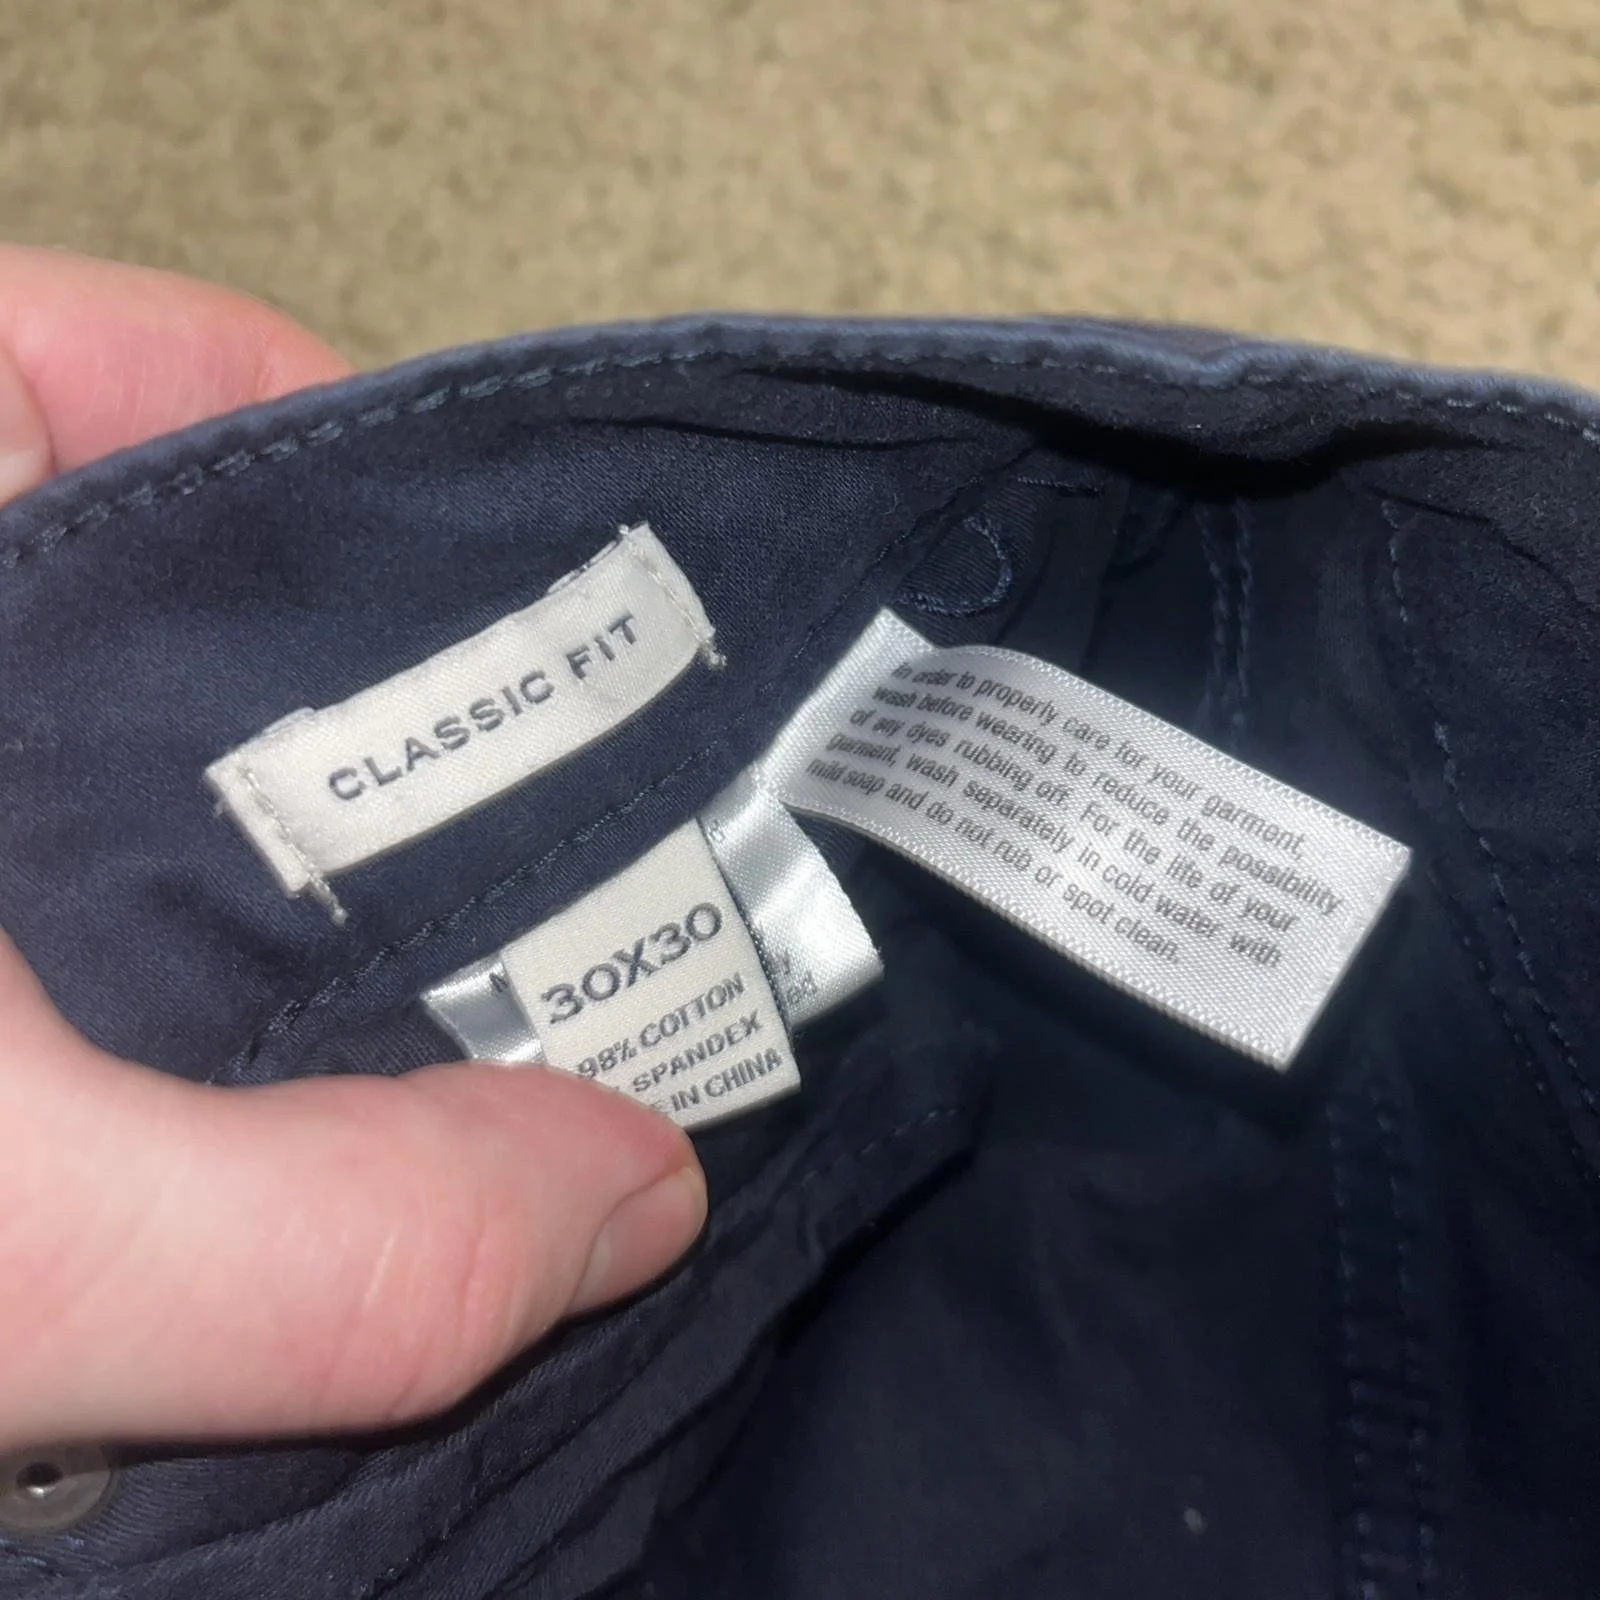 CLASSIC FIT
30X30
98% COTTON
SPANDEX
IN CHINA
In order to properly care for your garment,
wash before wearing to reduce the possibility
of any dyes rubbing off. For the life of your
garment, wash separately in cold water with
mild soap and do not rub or spot clean.